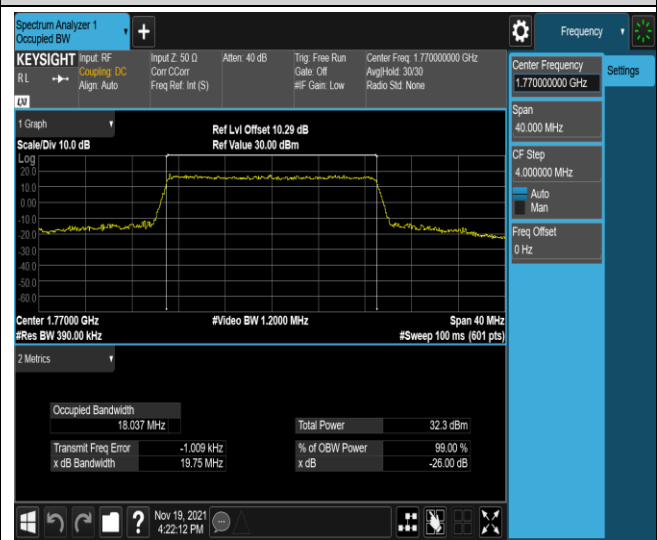 Spectrum Analyzer 1
Occupied BW
+
Frequency
KEYSIGHT
RL
Input: RF
Coupling: DC
Align: Auto
Input Z: 50 Ω
Corr CCorr
Freq Ref: Int (S)
Atten: 40 dB
Trig: Free Run
Gate: Off
#IF Gain: Low
Center Freq: 1.770000000 GHz
Avg|Hold: 30/30
Radio Std: None
LXI
1 Graph
Scale/Div 10.0 dB
Ref Lvl Offset 10.29 dB
Ref Value 30.00 dBm
Log
20.0
10.0
0.00
-10.0
-20.0
-30.0
-40.0
-50.0
-60.0
Center 1.77000 GHz
#Res BW 390.00 kHz
#Video BW 1.2000 MHz
Span 40 MHz
#Sweep 100 ms (601 pts)
2 Metrics
Occupied Bandwidth
18.037 MHz
Total Power 32.3 dBm
Transmit Freq Error -1.009 kHz
% of OBW Power 99.00 %
x dB Bandwidth 19.75 MHz
x dB -26.00 dB
?
Nov 19, 2021
4:22:12 PM
Center Frequency
1.770000000 GHz
Settings
Span
40.000 MHz
CF Step
4.000000 MHz
Auto
Man
Freq Offset
0 Hz